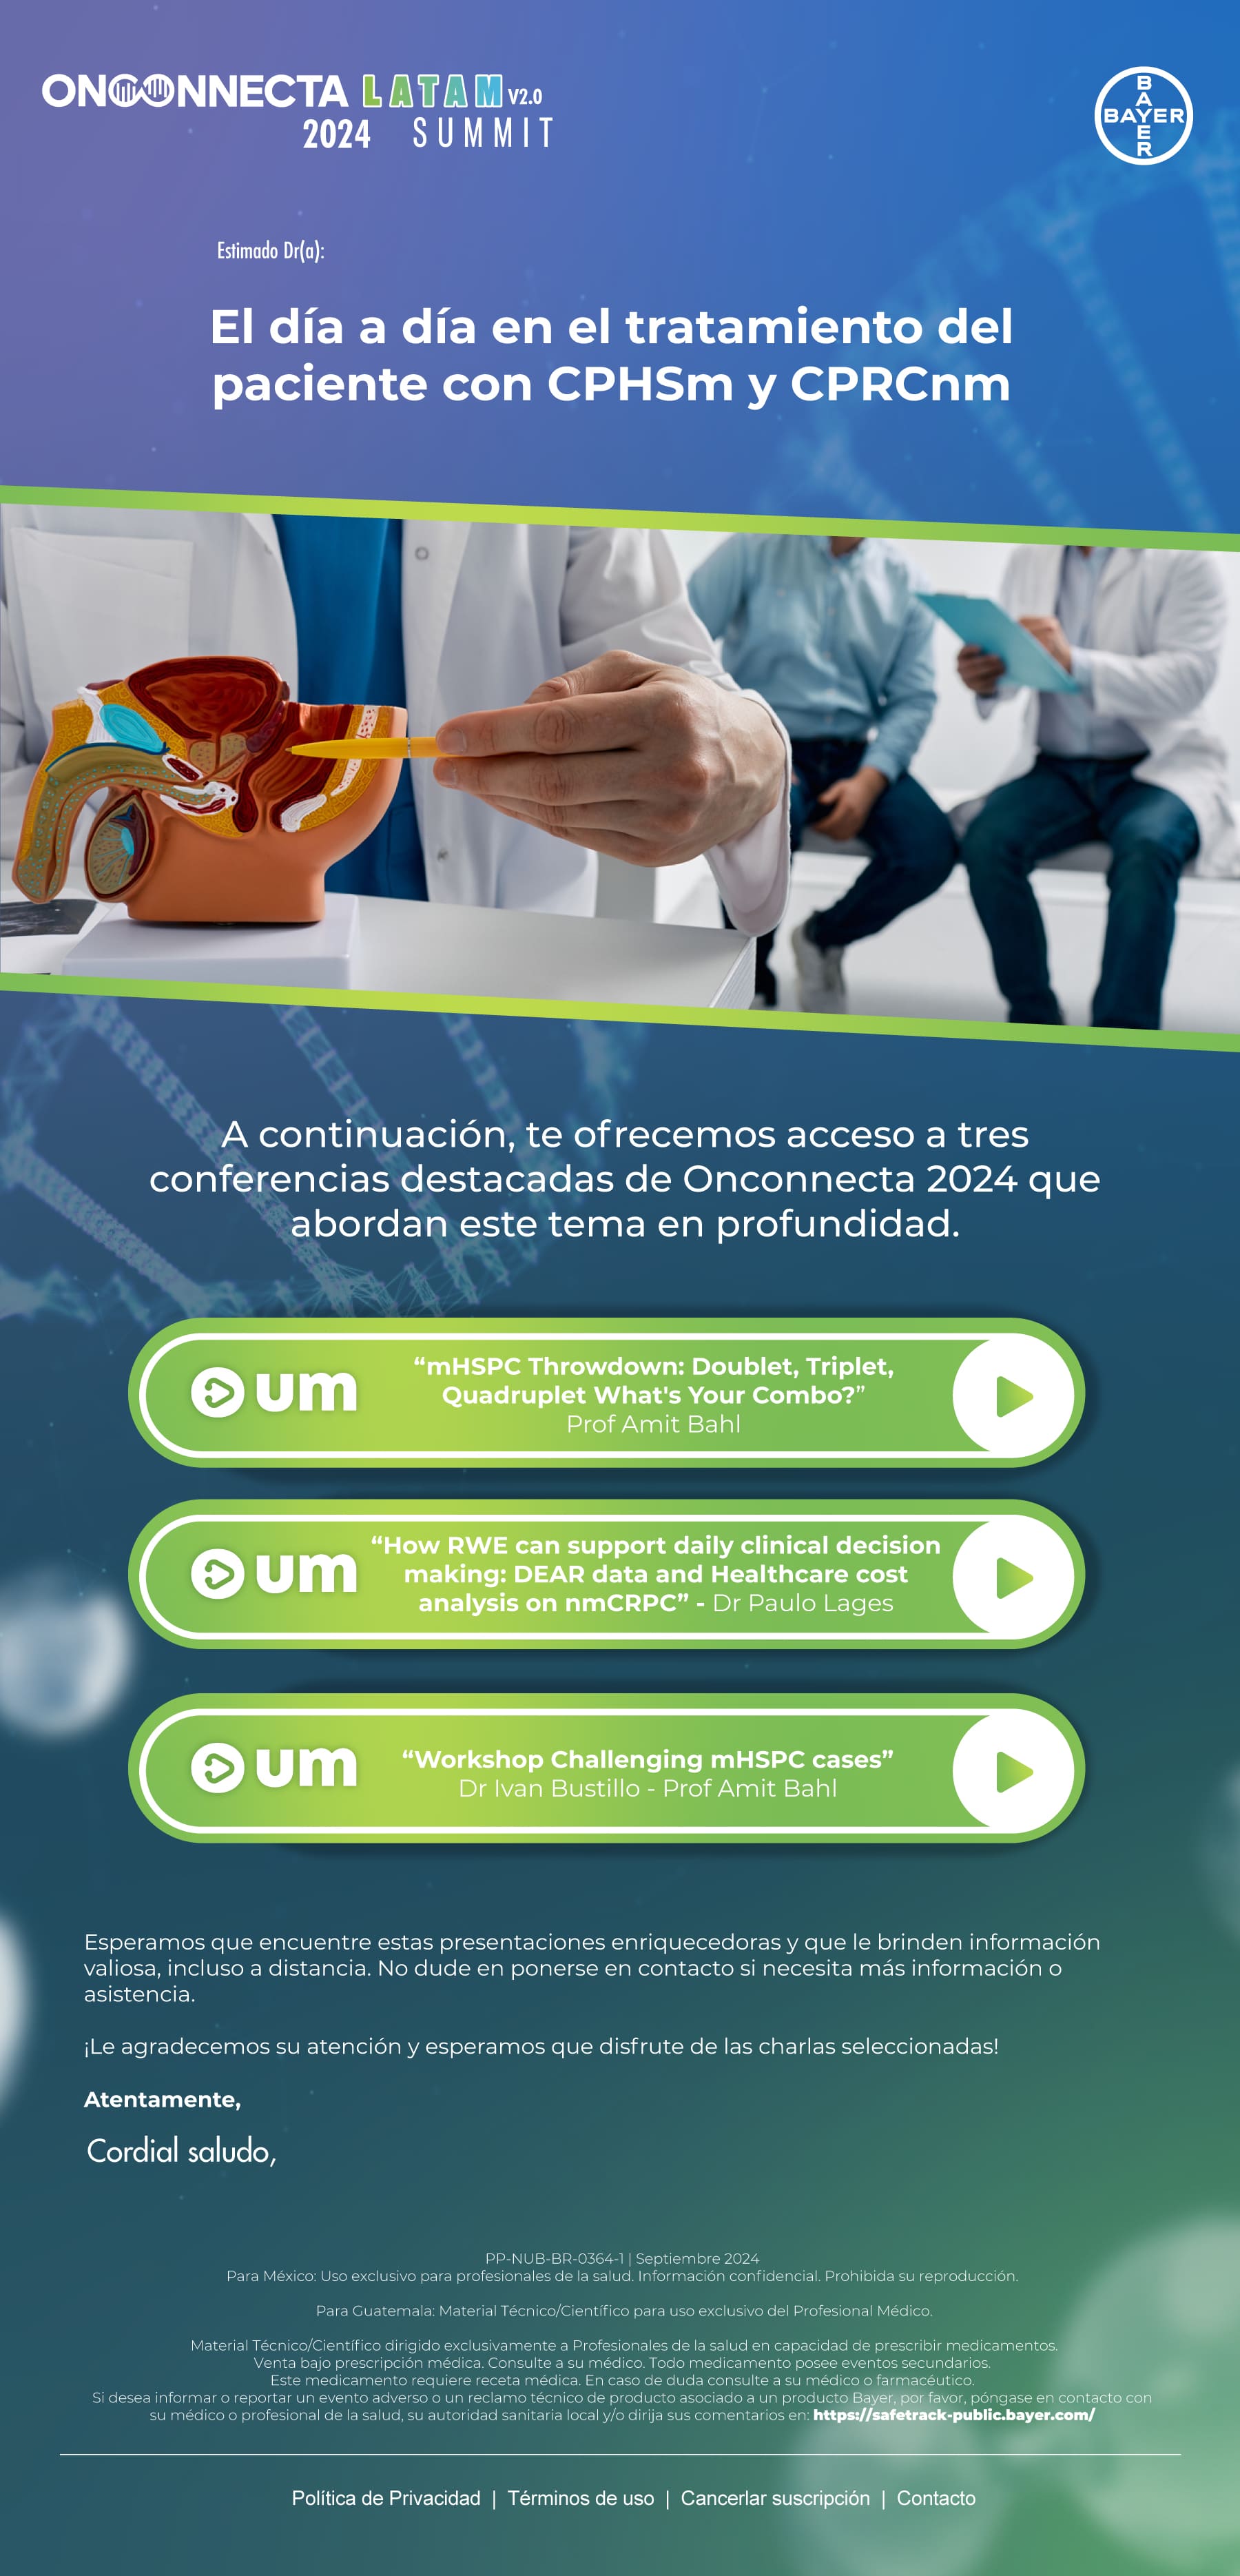 ONCONNECTA LATAM V2.0
2024 SUMMIT
BAYER
BAYER
Estimado Dr(a):
El día a día en el tratamiento del
paciente con CPHSm y CPRCnm
A continuación, te ofrecemos acceso a tres
conferencias destacadas de Onconnecta 2024 que
abordan este tema en profundidad.
um
“mHSPC Throwdown: Doublet, Triplet,
Quadruplet What's Your Combo?”
Prof Amit Bahl
um
“How RWE can support daily clinical decision
making: DEAR data and Healthcare cost
analysis on nmCRPC” - Dr Paulo Lages
um
“Workshop Challenging mHSPC cases”
Dr Ivan Bustillo - Prof Amit Bahl
Esperamos que encuentre estas presentaciones enriquecedoras y que le brinden información
valiosa, incluso a distancia. No dude en ponerse en contacto si necesita más información o
asistencia.
¡Le agradecemos su atención y esperamos que disfrute de las charlas seleccionadas!
Atentamente,
Cordial saludo,
PP-NUB-BR-0364-1 | Septiembre 2024
Para México: Uso exclusivo para profesionales de la salud. Información confidencial. Prohibida su reproducción.
Para Guatemala: Material Técnico/Científico para uso exclusivo del Profesional Médico.
Material Técnico/Científico dirigido exclusivamente a Profesionales de la salud en capacidad de prescribir medicamentos.
Venta bajo prescripción médica. Consulte a su médico. Todo medicamento posee eventos secundarios.
Este medicamento requiere receta médica. En caso de duda consulte a su médico o farmacéutico.
Si desea informar o reportar un evento adverso o un reclamo técnico de producto asociado a un producto Bayer, por favor, póngase en contacto con
su médico o profesional de la salud, su autoridad sanitaria local y/o dirija sus comentarios en: https://safetrack-public.bayer.com/
Política de Privacidad | Términos de uso | Cancerlar suscripción | Contacto